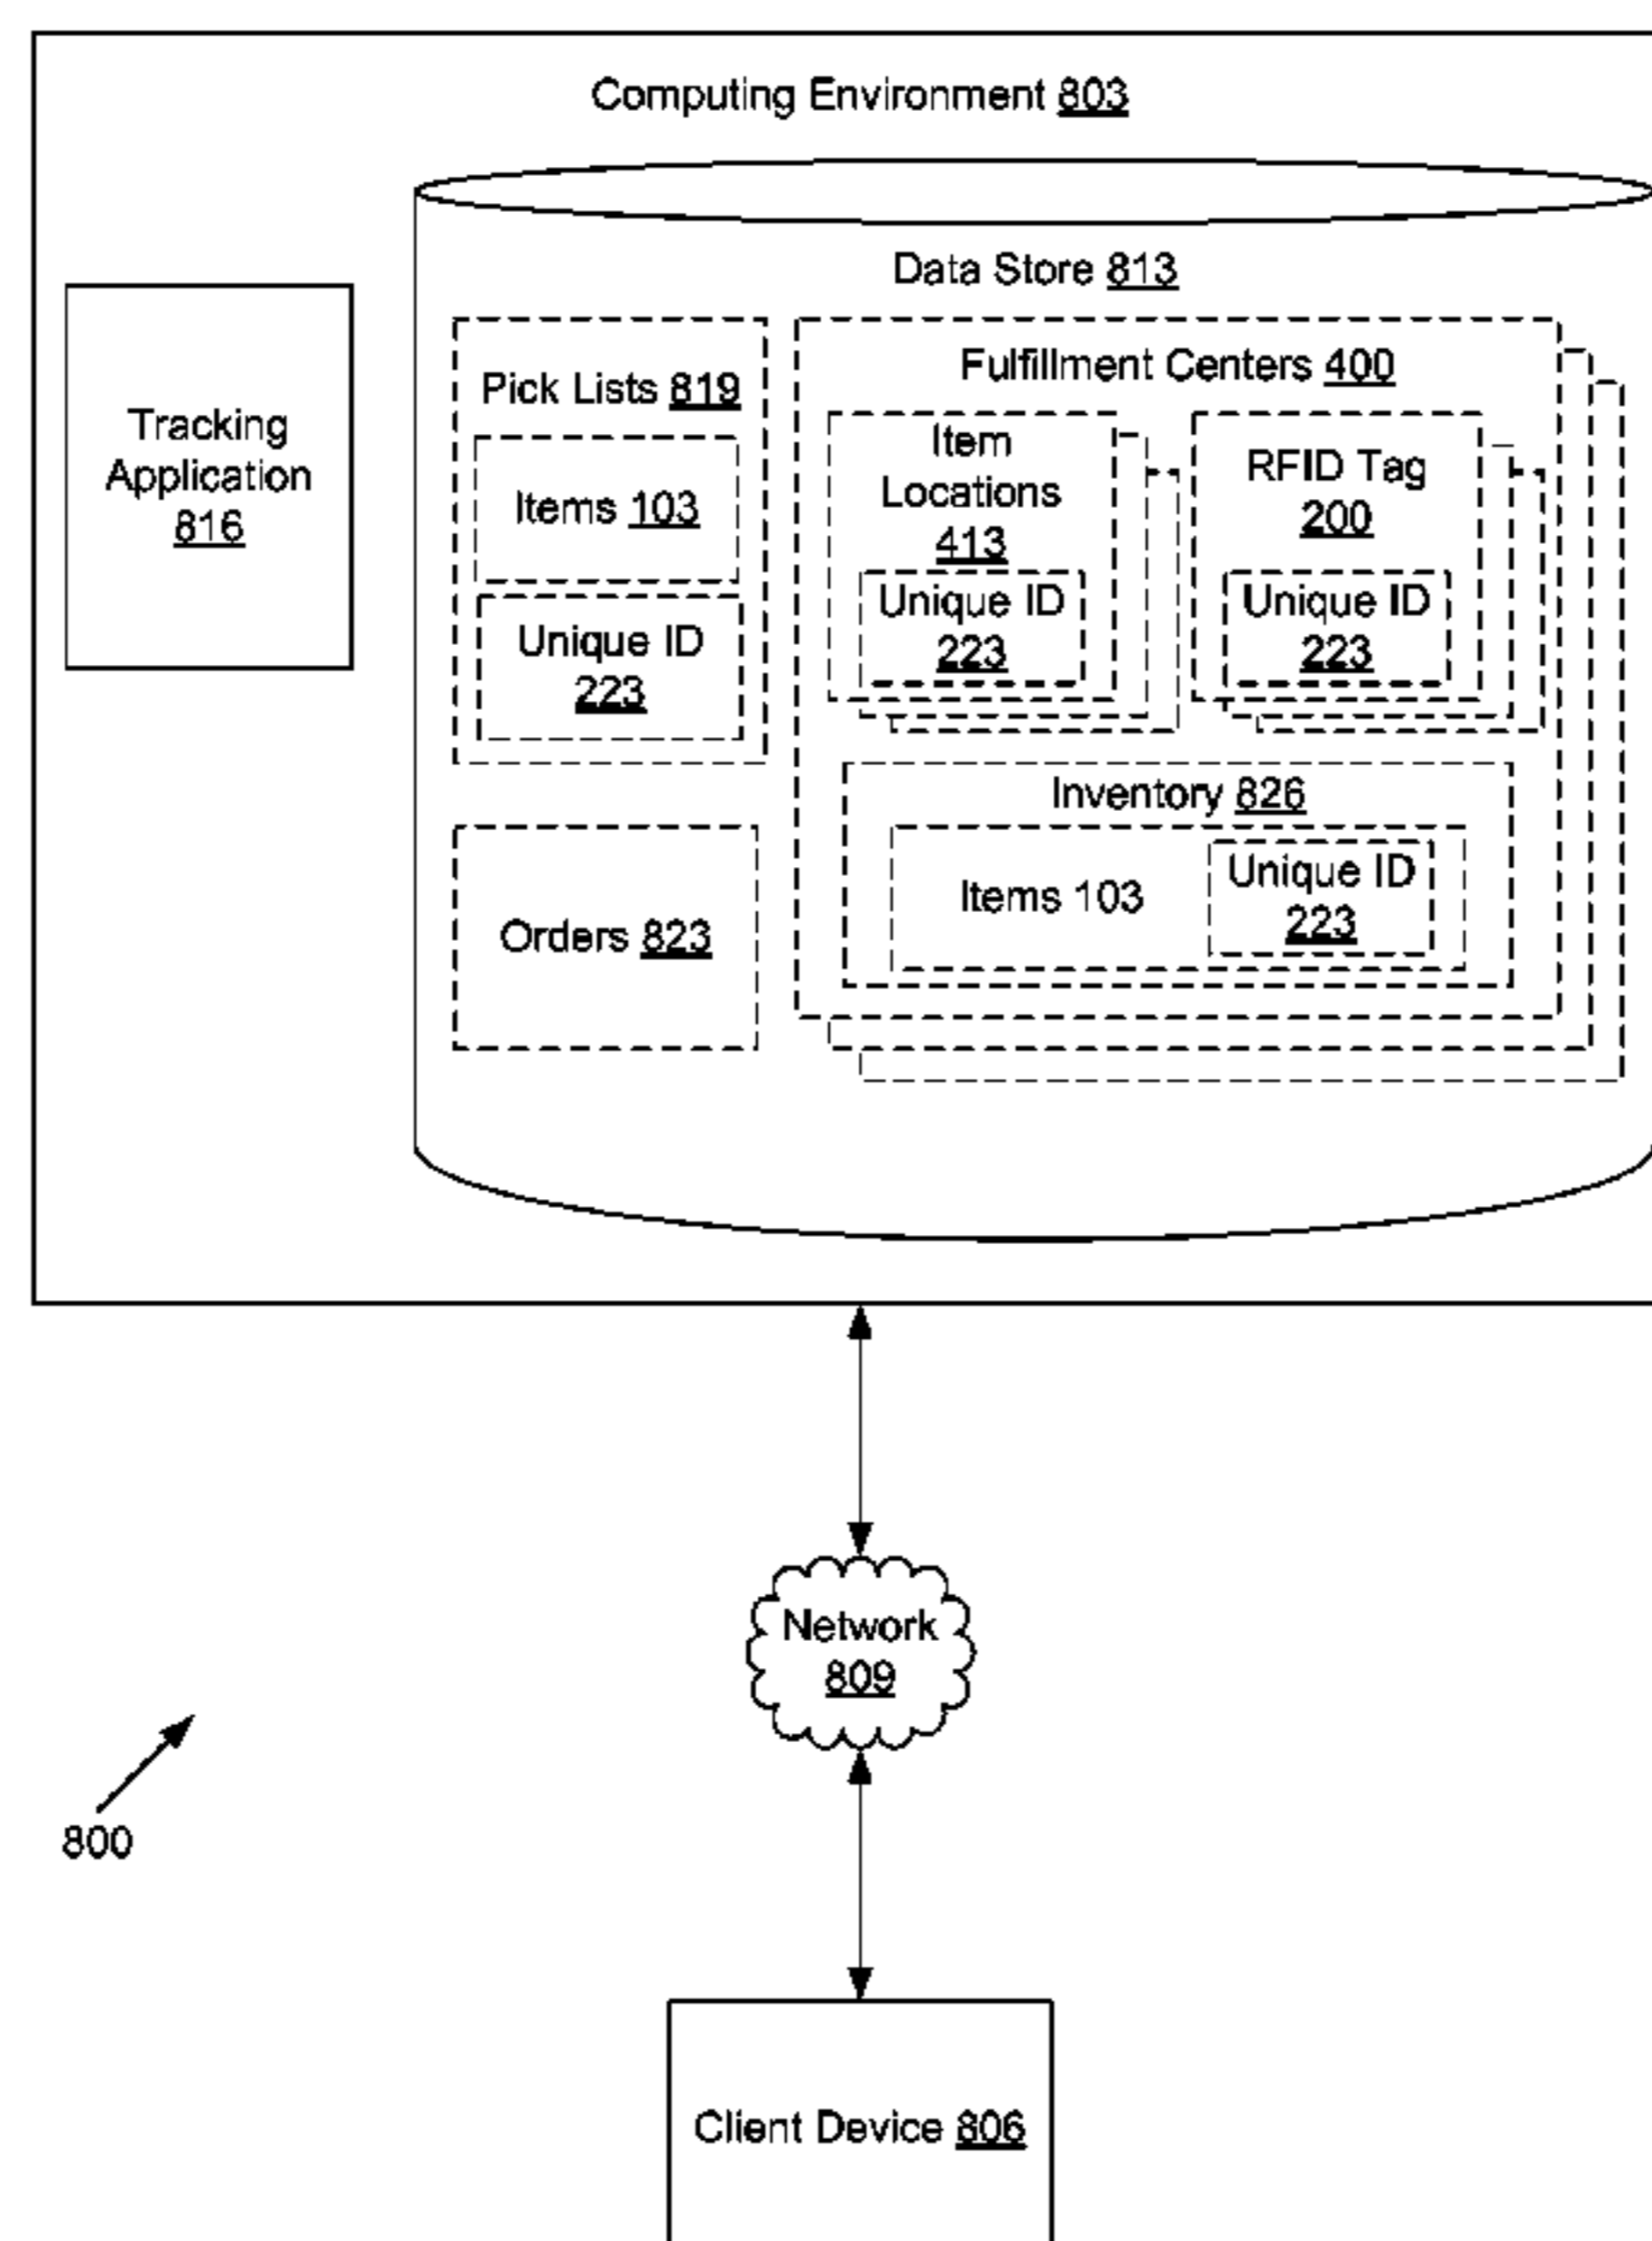 Computing Environment 803
Data Store 813
Tracking
Application
816
Pick Lists 819
Items 103
Unique ID
223
Orders 823
Fulfillment Centers 400
Item
Locations
413
Unique ID
223
RFID Tag
200
Unique ID
223
Inventory 826
Items 103
Unique ID
223
Network
809
800
Client Device 806